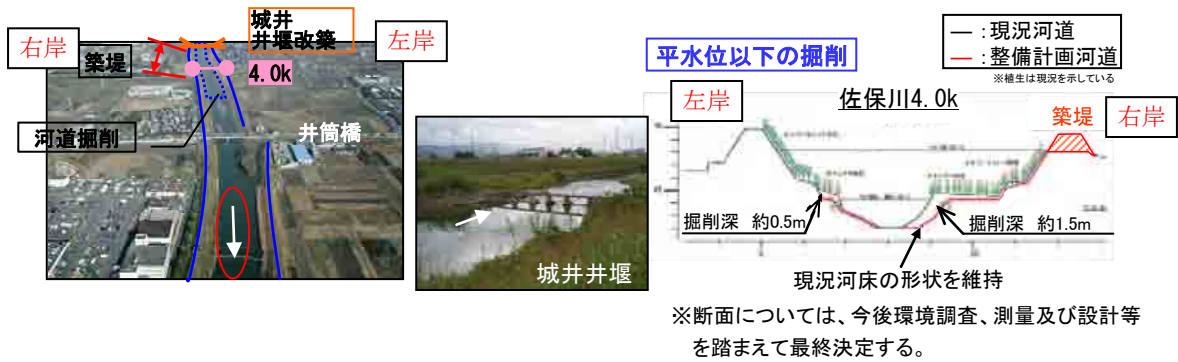 城井
井堰改築
右岸
左岸
築堤
4.0k
河道掘削
井筒橋
城井井堰
平水位以下の掘削
― :現況河道
― :整備計画河道
※植生は現況を示している
左岸
佐保川4.0k
築堤
右岸
掘削深 約0.5m
掘削深 約1.5m
現況河床の形状を維持
※断面については、今後環境調査、測量及び設計等
を踏まえて最終決定する。